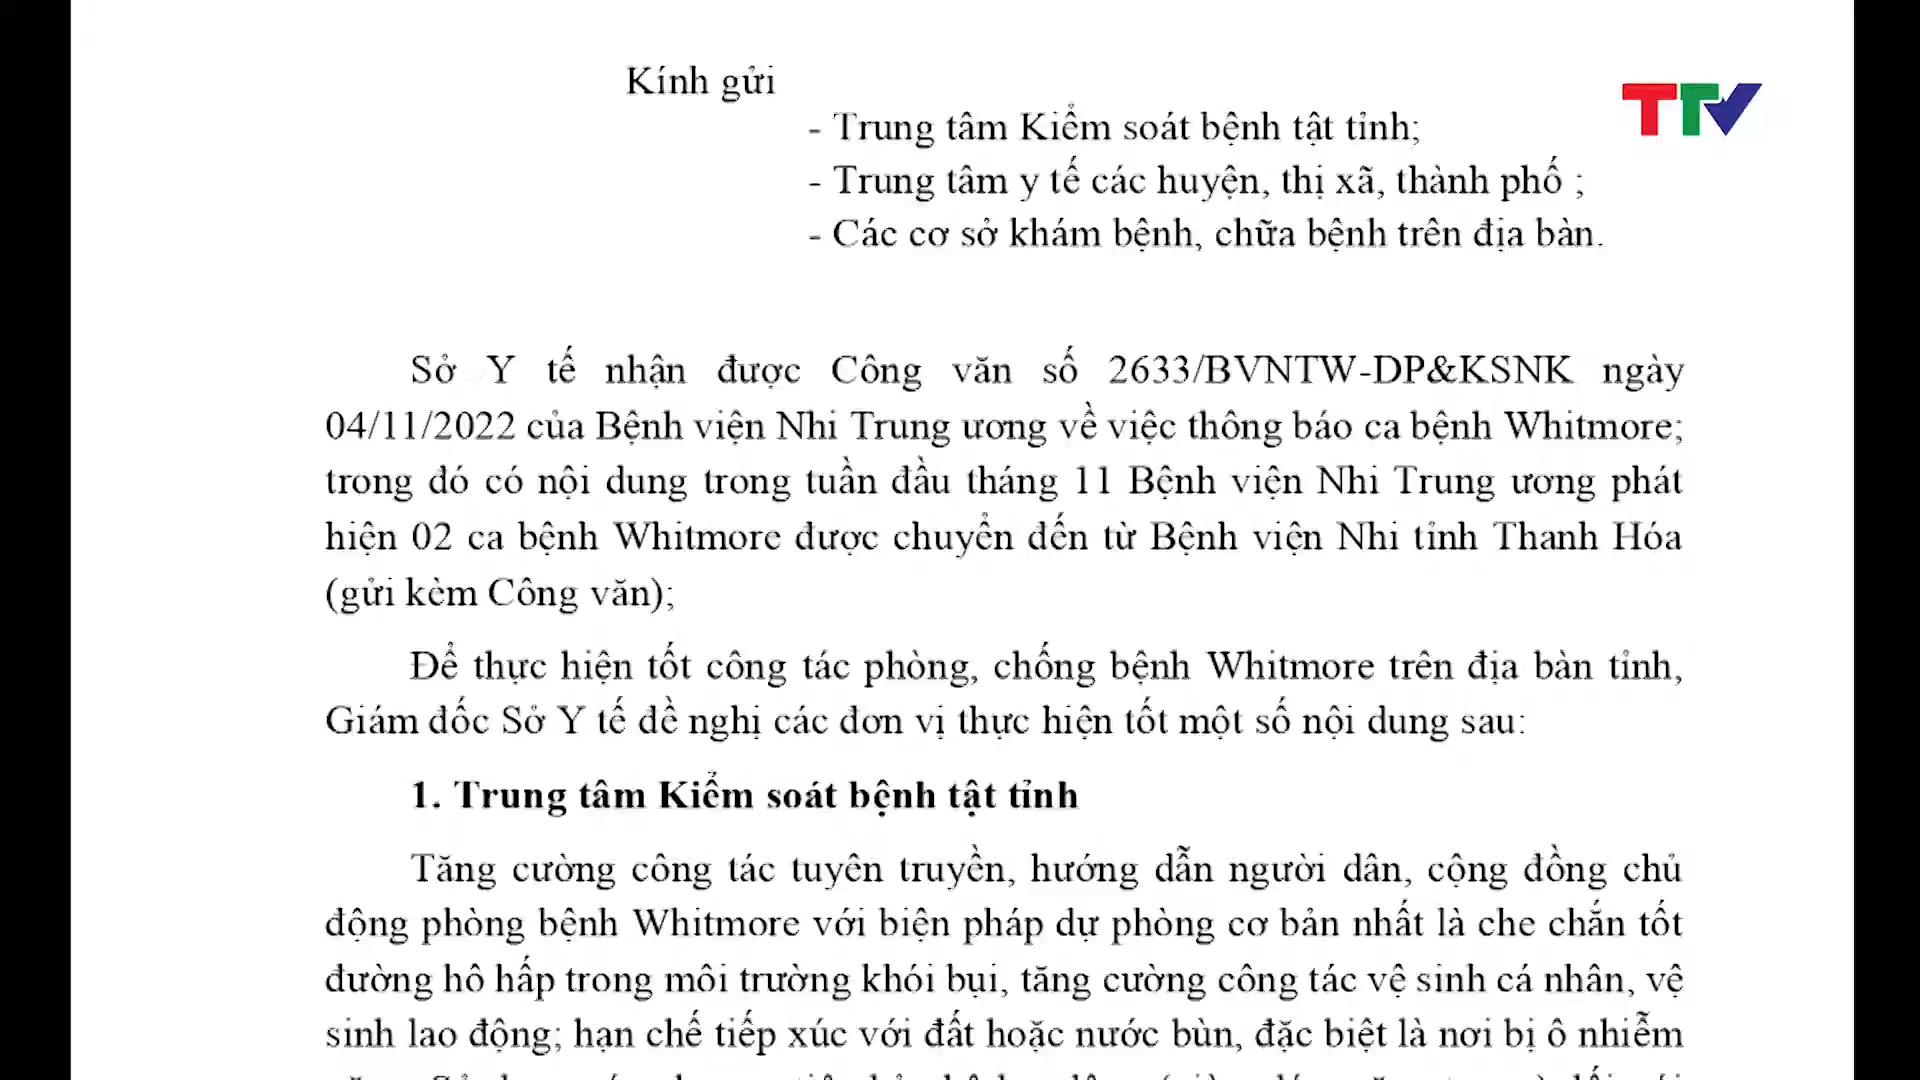 Kính gửi
TTV
- Trung tâm Kiểm soát bệnh tật tỉnh;
- Trung tâm y tế các huyện, thị xã, thành phố ;
- Các cơ sở khám bệnh, chữa bệnh trên địa bàn.
Sở Y tế nhận được Công văn số 2633/BVNTW-DP&KSNK ngày
04/11/2022 của Bệnh viện Nhi Trung ương về việc thông báo ca bệnh Whitmore;
trong đó có nội dung trong tuần đầu tháng 11 Bệnh viện Nhi Trung ương phát
hiện 02 ca bệnh Whitmore được chuyển đến từ Bệnh viện Nhi tỉnh Thanh Hóa
(gửi kèm Công văn);
Để thực hiện tốt công tác phòng, chống bệnh Whitmore trên địa bàn tỉnh,
Giám đốc Sở Y tế đề nghị các đơn vị thực hiện tốt một số nội dung sau:
1. Trung tâm Kiểm soát bệnh tật tỉnh
Tăng cường công tác tuyên truyền, hướng dẫn người dân, cộng đồng chủ
động phòng bệnh Whitmore với biện pháp dự phòng cơ bản nhất là che chắn tốt
đường hô hấp trong môi trường khói bụi, tăng cường công tác vệ sinh cá nhân, vệ
sinh lao động; hạn chế tiếp xúc với đất hoặc nước bùn, đặc biệt là nơi bị ô nhiễm